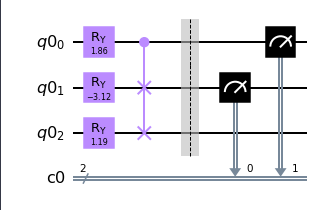 q0₀ R_Y 1.86
q0₁ R_Y −3.12
q0₂ R_Y 1.19
c0 2 0 1